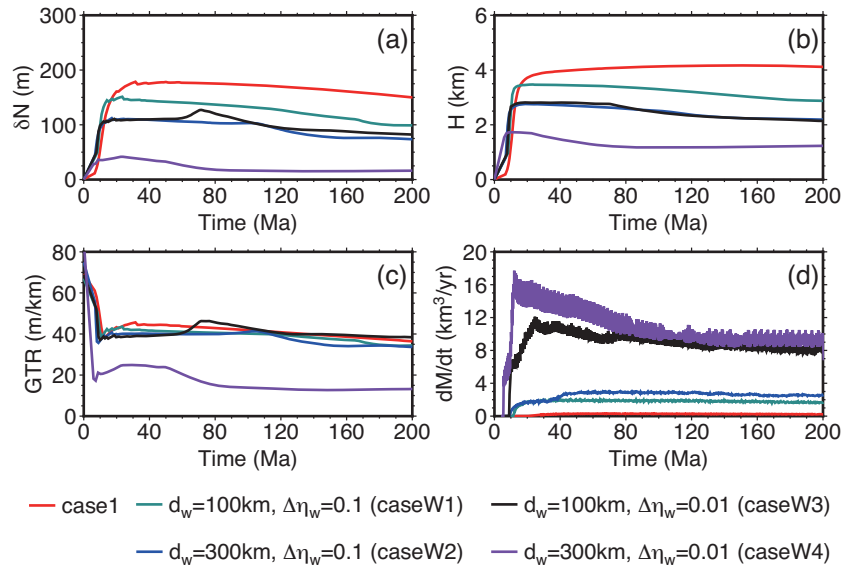 300
250
200
150
100
50
0
δN (m)
(a)
0 40 80 120 160 200
Time (Ma)
6
4
2
0
H (km)
(b)
0 40 80 120 160 200
Time (Ma)
80
60
40
20
0
GTR (m/km)
(c)
0 40 80 120 160 200
Time (Ma)
20
16
12
8
4
0
dM/dt (km³/yr)
(d)
0 40 80 120 160 200
Time (Ma)
case1
d_w=100km, Δη_w=0.1 (caseW1)
d_w=100km, Δη_w=0.01 (caseW3)
d_w=300km, Δη_w=0.1 (caseW2)
d_w=300km, Δη_w=0.01 (caseW4)